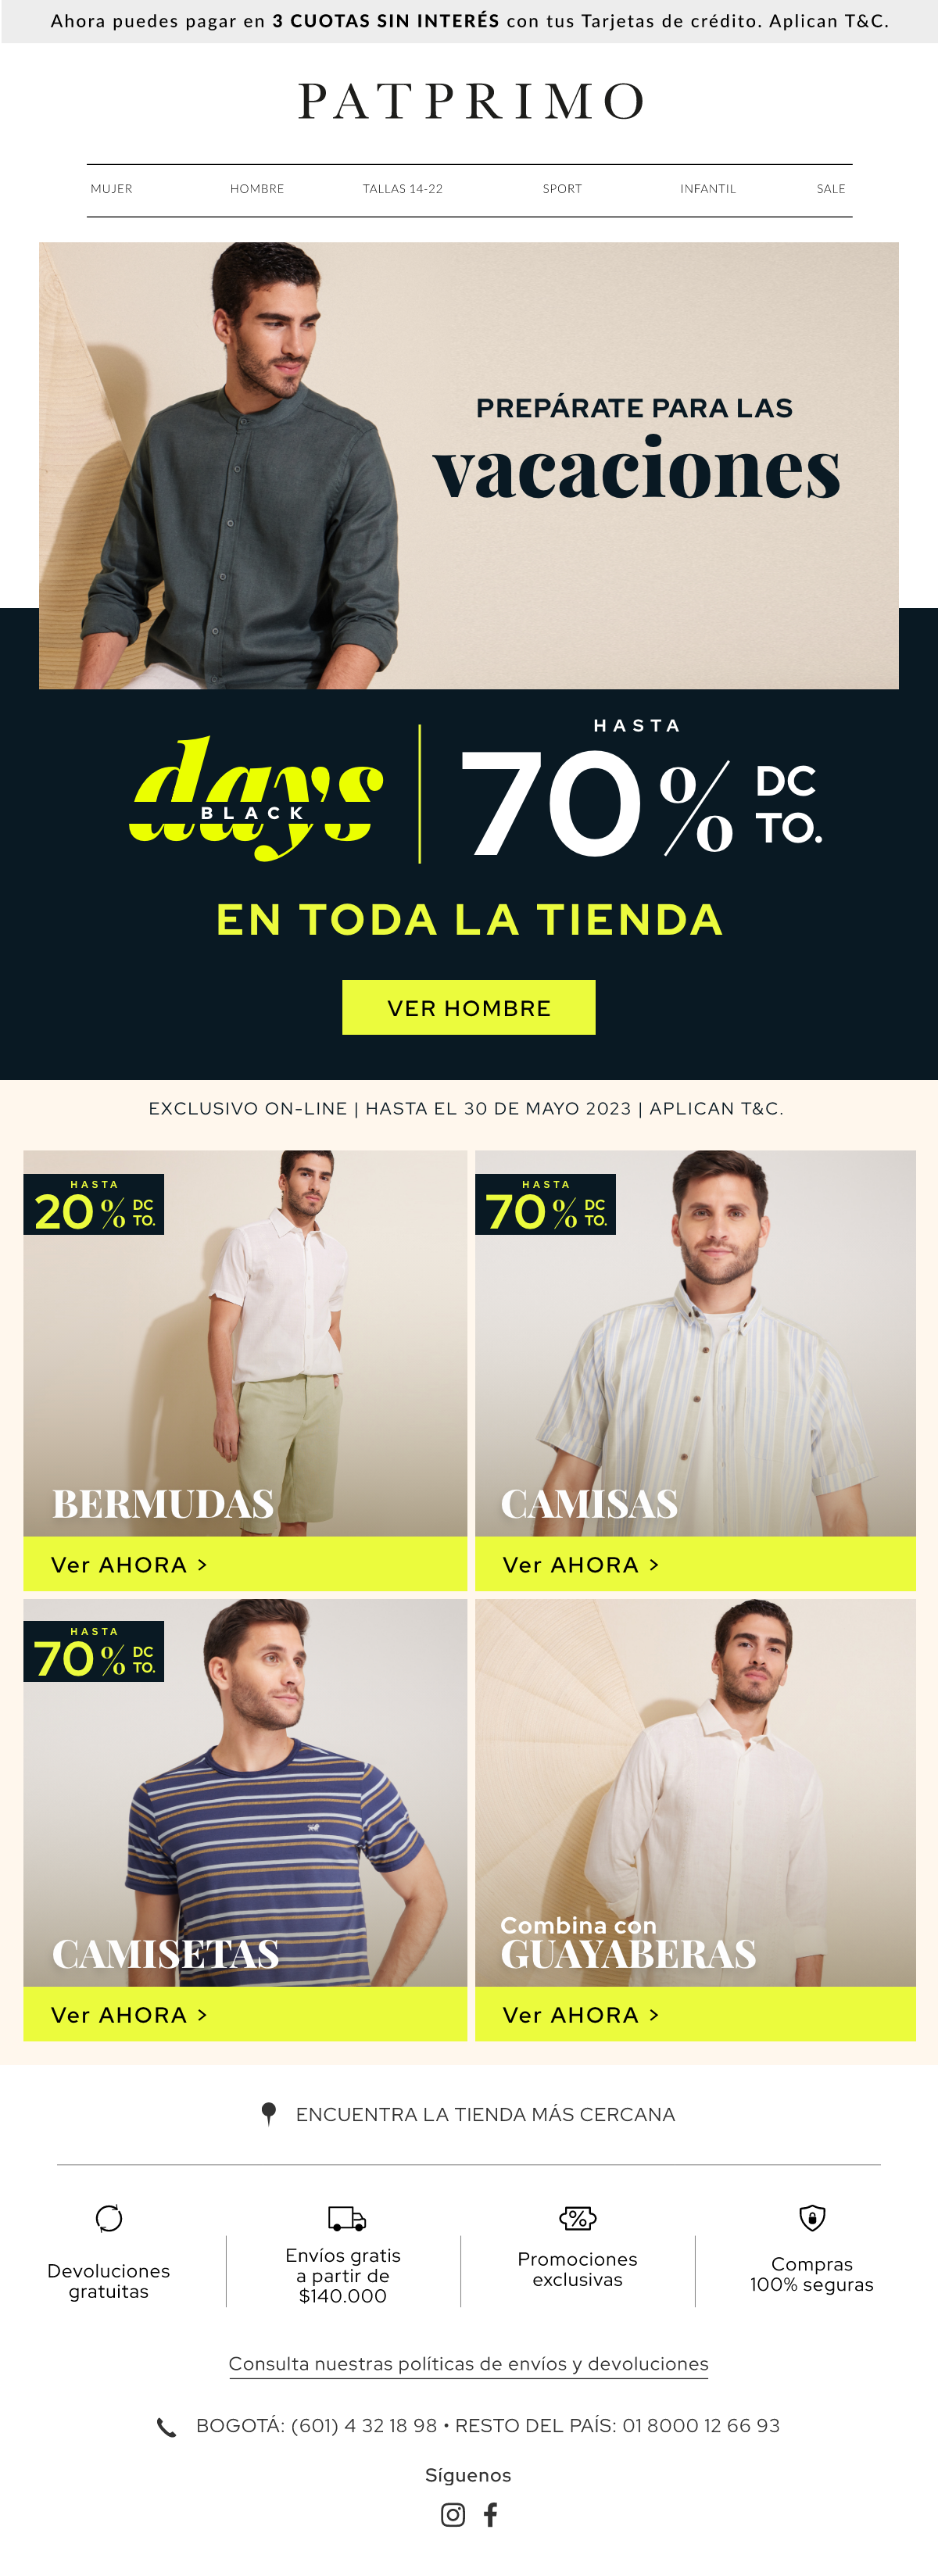 Ahora puedes pagar en 3 CUOTAS SIN INTERÉS con tus Tarjetas de crédito. Aplican T&C.
PATPRIMO
MUJER HOMBRE TALLAS 14-22 SPORT INFANTIL SALE
PREPÁRATE PARA LAS
vacaciones
days
BLACK
HASTA
70% DC TO.
EN TODA LA TIENDA
VER HOMBRE
EXCLUSIVO ON-LINE | HASTA EL 30 DE MAYO 2023 | APLICAN T&C.
HASTA
20% DC TO.
BERMUDAS
Ver AHORA >
HASTA
70% DC TO.
CAMISAS
Ver AHORA >
HASTA
70% DC TO.
CAMISETAS
Ver AHORA >
Combina con
GUAYABERAS
Ver AHORA >
ENCUENTRA LA TIENDA MÁS CERCANA
Devoluciones
gratuitas
Envíos gratis
a partir de
$140.000
Promociones
exclusivas
Compras
100% seguras
Consulta nuestras políticas de envíos y devoluciones
BOGOTÁ: (601) 4 32 18 98 • RESTO DEL PAÍS: 01 8000 12 66 93
Síguenos